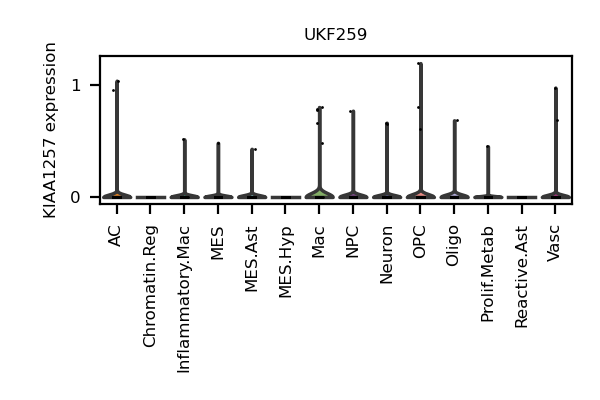 UKF259
KIAA1257 expression
1
0
AC
Chromatin.Reg
Inflammatory.Mac
MES
MES.Ast
MES.Hyp
Mac
NPC
Neuron
OPC
Oligo
Prolif.Metab
Reactive.Ast
Vasc